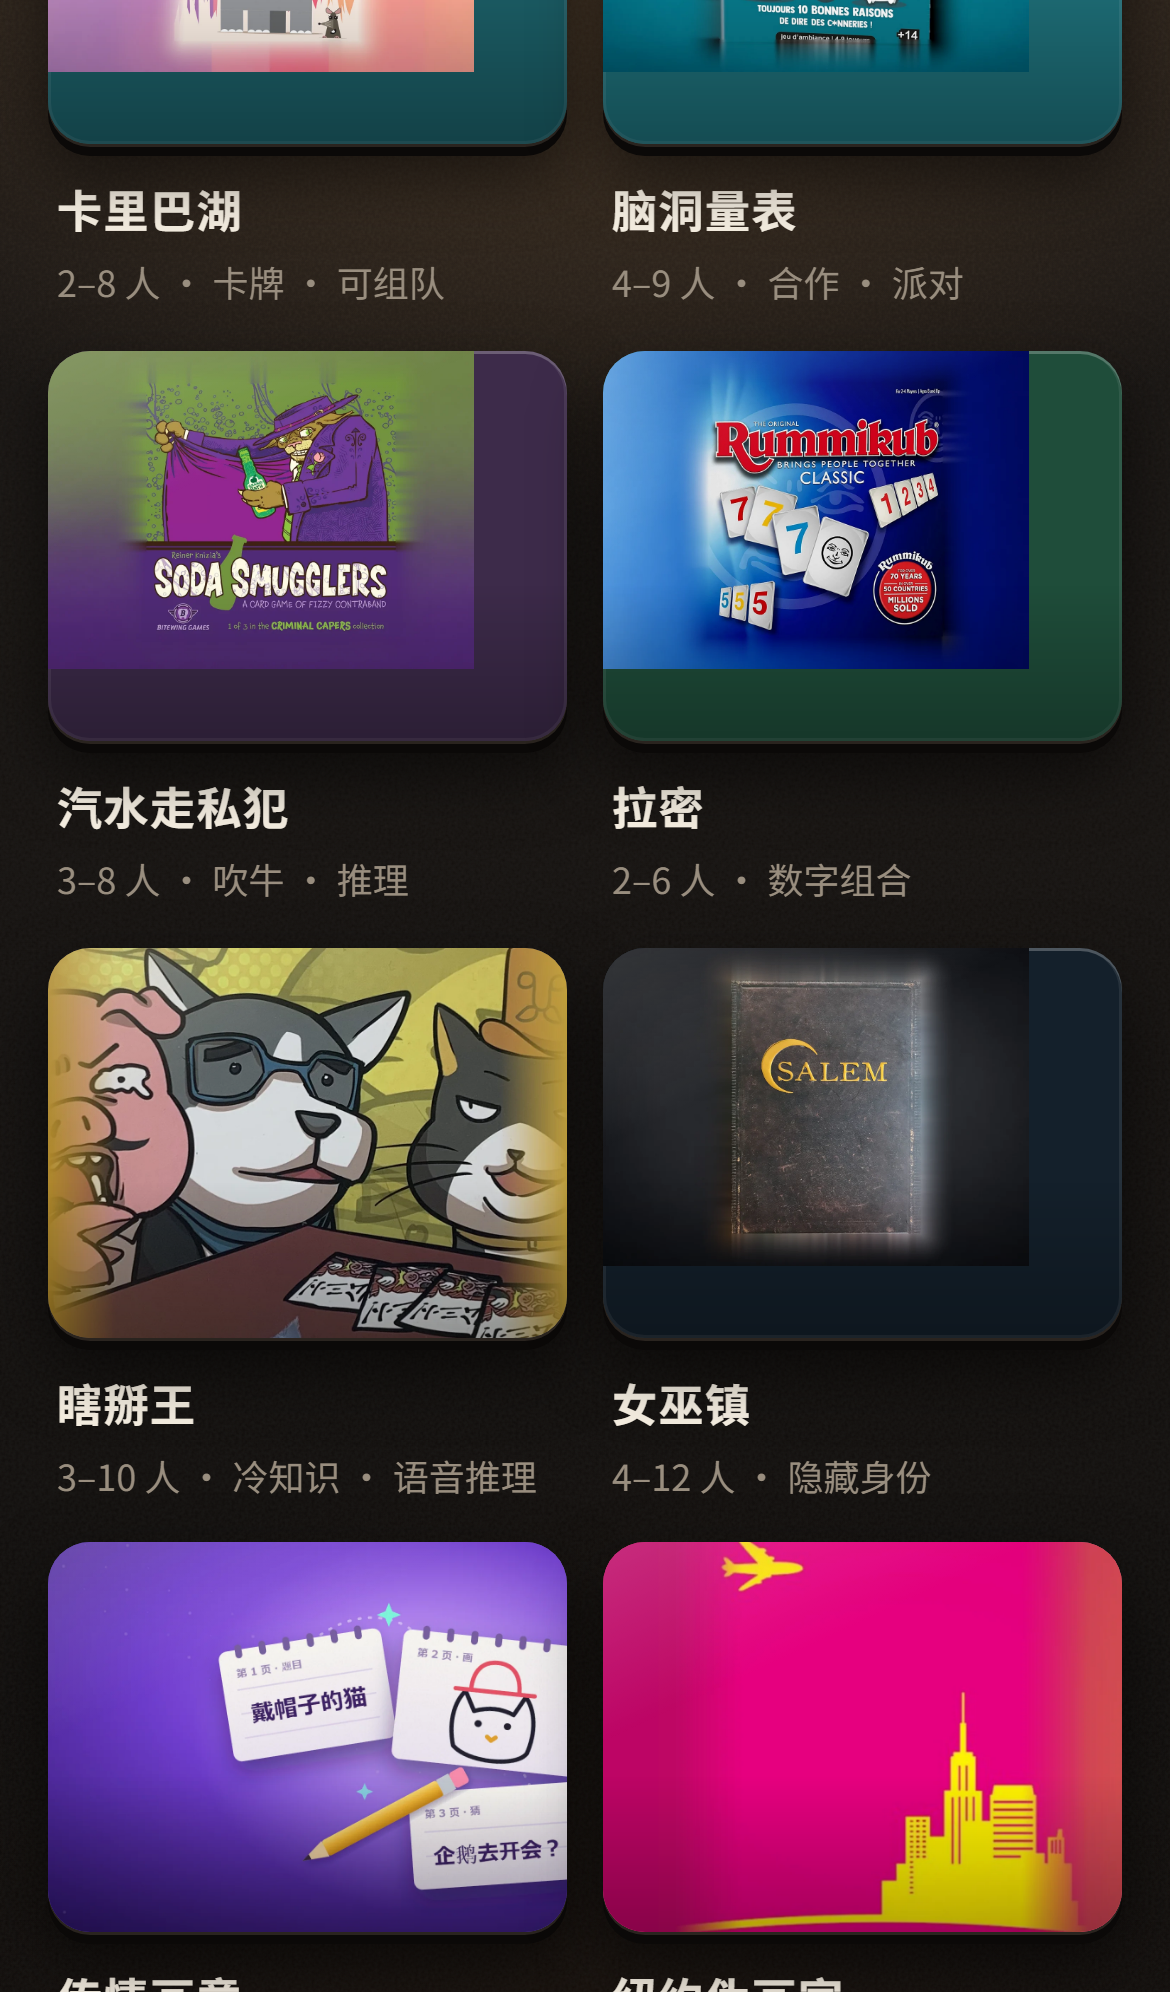 TOUJOURS 10 BONNES RAISONS
DE DIRE DES C*NNERIES !
+14
卡里巴湖
2–8 人 · 卡牌 · 可组队
脑洞量表
4–9 人 · 合作 · 派对
Reiner Knizia's
SODA SMUGGLERS
A CARD GAME OF FIZZY CONTRABAND
BITEWING GAMES
1 of 3 in the CRIMINAL CAPERS collection
THE ORIGINAL
Rummikub
BRINGS PEOPLE TOGETHER
CLASSIC
7 7 7
1 2 3 4
5 5 5
Rummikub
70 YEARS
50 COUNTRIES
MILLIONS
SOLD
汽水走私犯
3–8 人 · 吹牛 · 推理
拉密
2–6 人 · 数字组合
SALEM
瞎掰王
3–10 人 · 冷知识 · 语音推理
女巫镇
4–12 人 · 隐藏身份
第 1 页 · 题目
戴帽子的猫
第 2 页 · 画
第 3 页 · 猜
企鹅去开会？